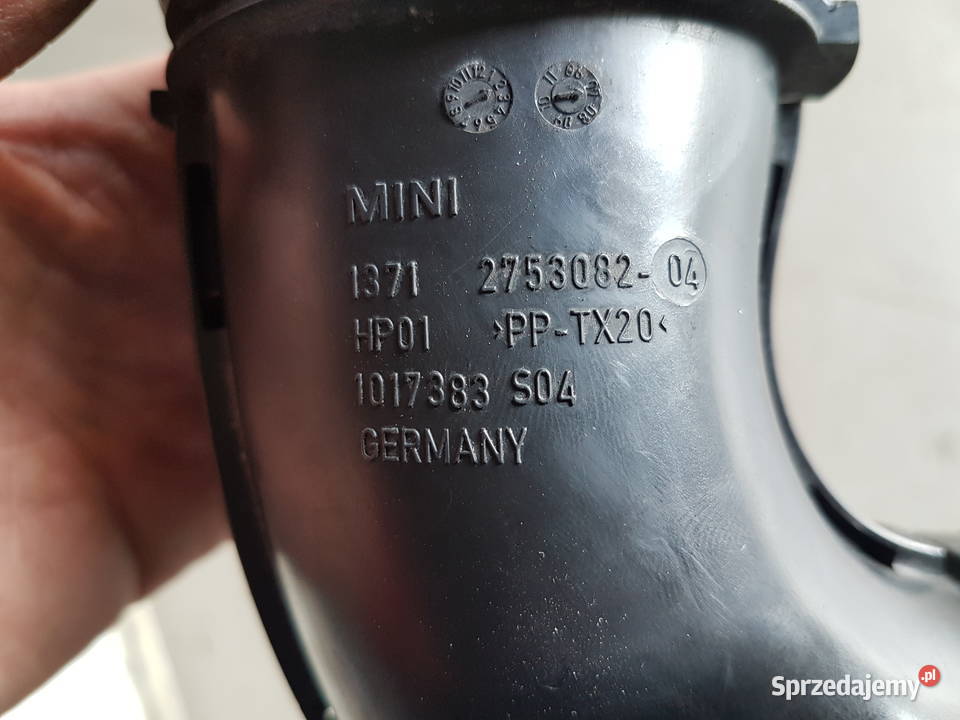 MINI
1371 2753082-04
HP01 >PP-TX20<
1017383 S04
GERMANY
Sprzedajemy.pl